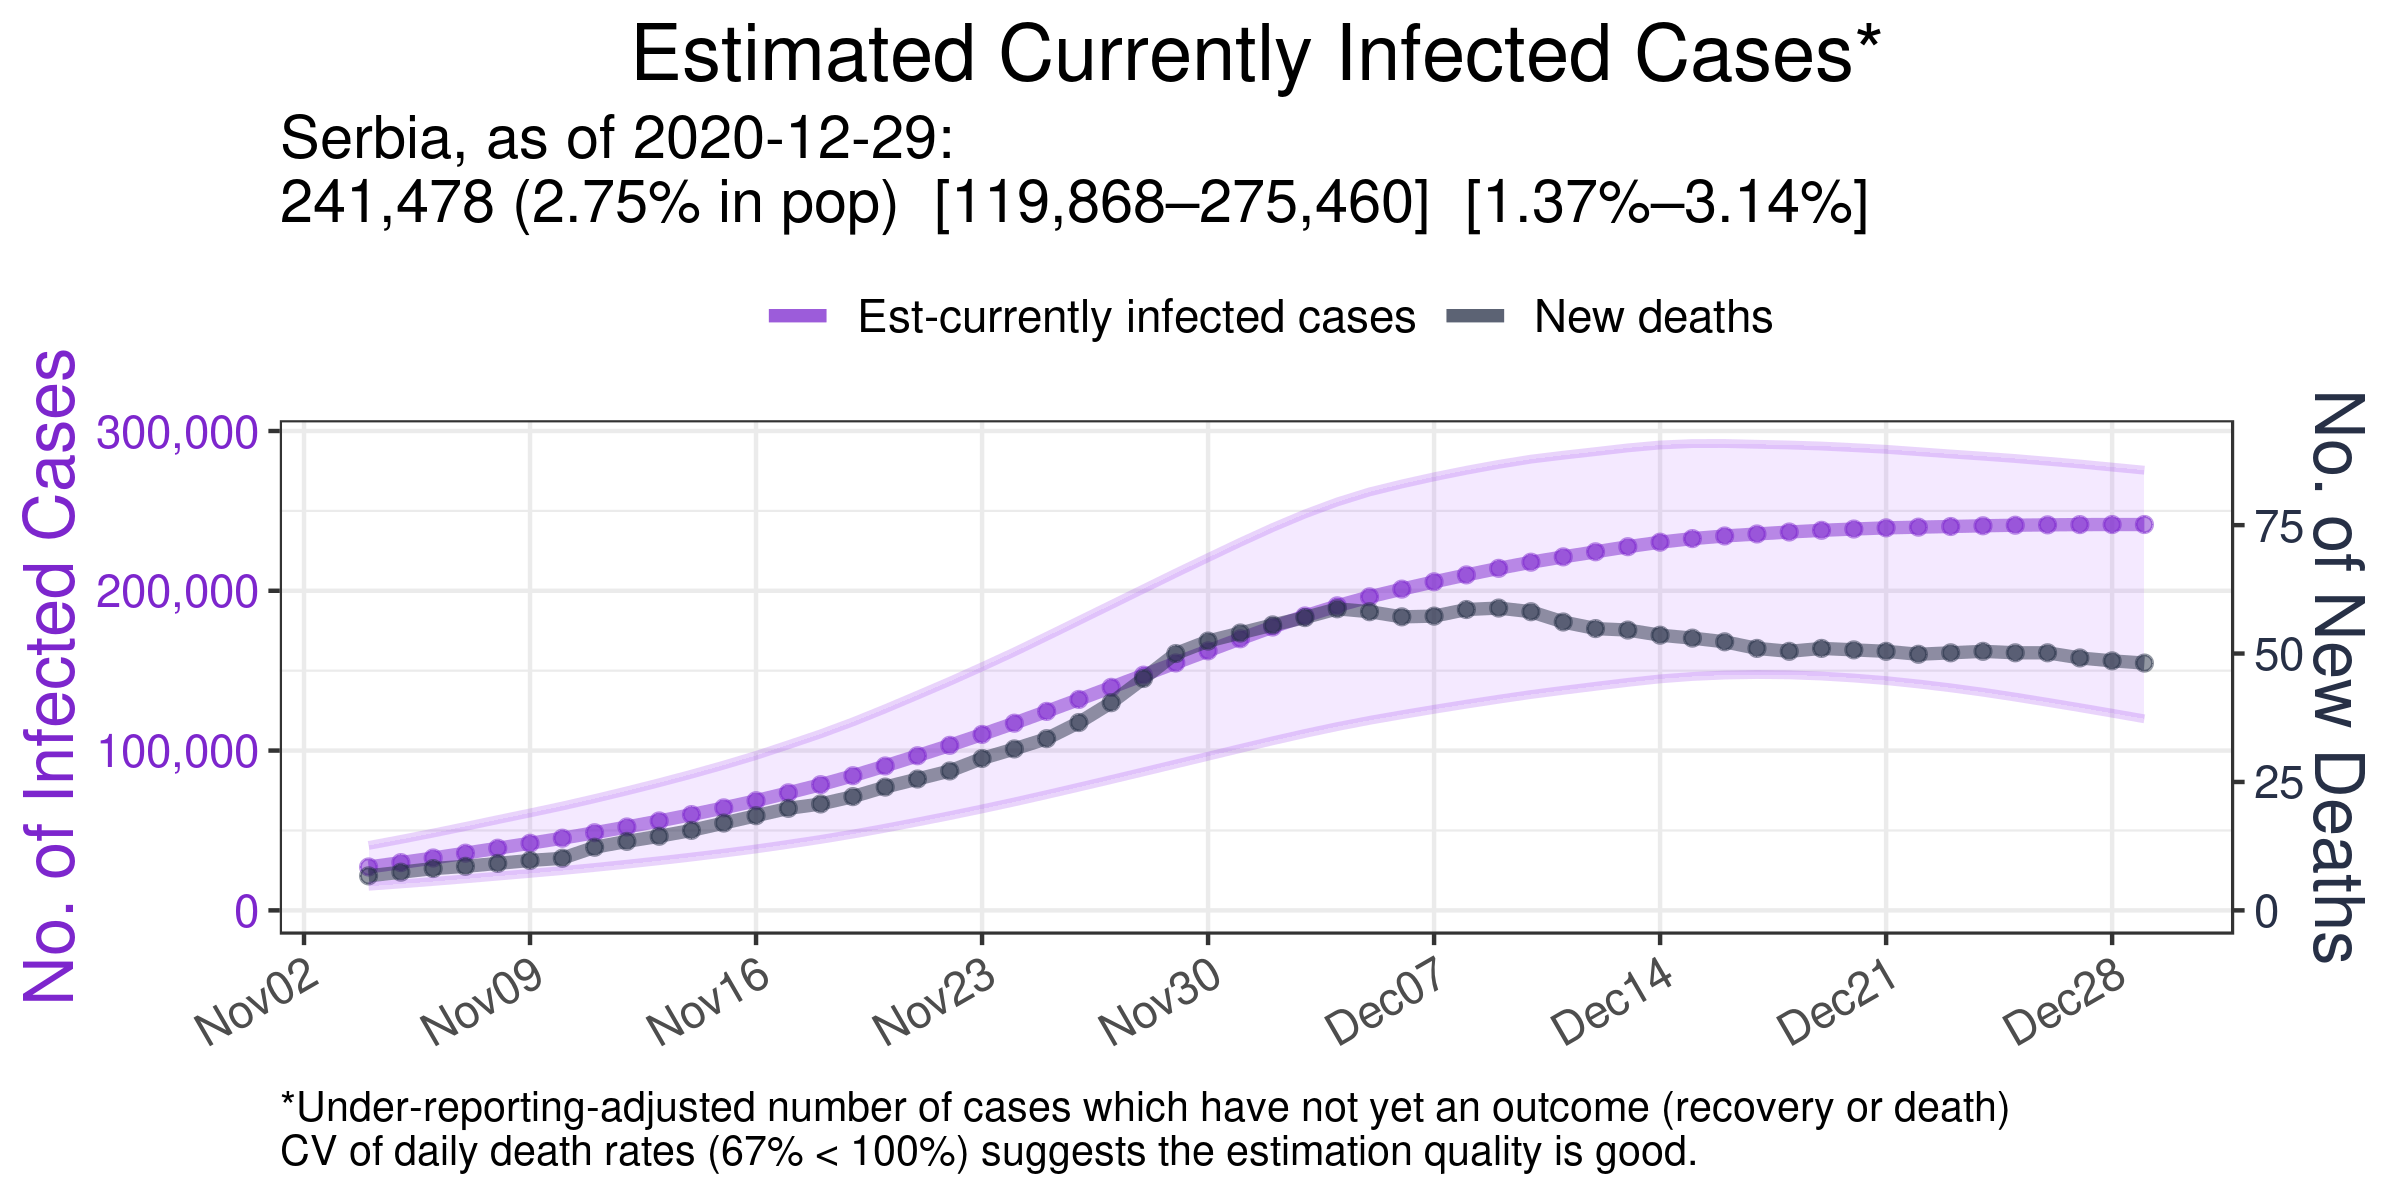 Estimated Currently Infected Cases*
Serbia, as of 2020-12-29:
241,478 (2.75% in pop)  [119,868–275,460]  [1.37%–3.14%]
Est-currently infected cases
New deaths
No. of Infected Cases
300,000
200,000
100,000
0
No. of New Deaths
75
50
25
0
Nov02
Nov09
Nov16
Nov23
Nov30
Dec07
Dec14
Dec21
Dec28
*Under-reporting-adjusted number of cases which have not yet an outcome (recovery or death)
CV of daily death rates (67% < 100%) suggests the estimation quality is good.